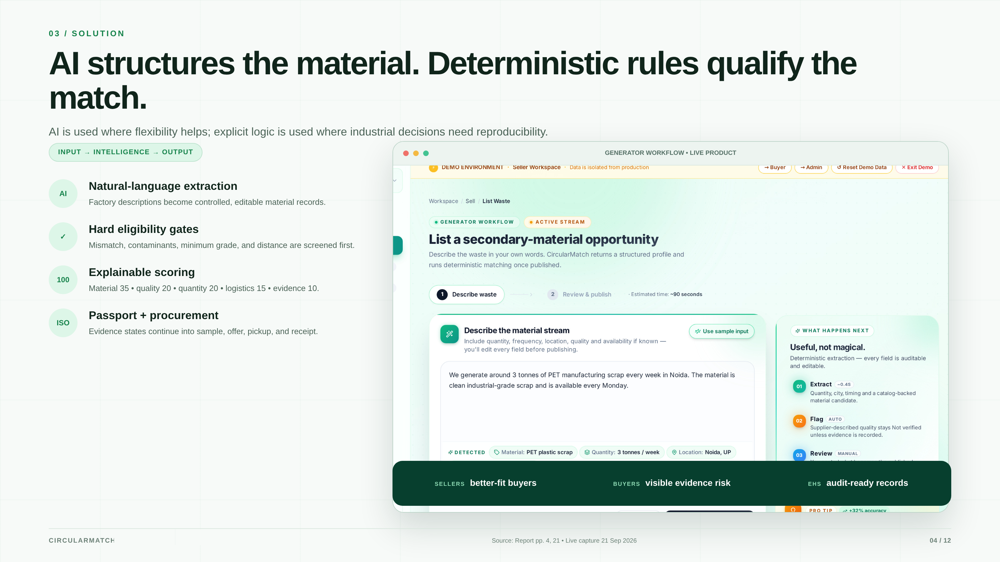 03 / SOLUTION
AI structures the material. Deterministic rules qualify the
match.
AI is used where flexibility helps; explicit logic is used where industrial decisions need reproducibility.
INPUT → INTELLIGENCE → OUTPUT
AI
Natural-language extraction
Factory descriptions become controlled, editable material records.
✓
Hard eligibility gates
Mismatch, contaminants, minimum grade, and distance are screened first.
100
Explainable scoring
Material 35 • quality 20 • quantity 20 • logistics 15 • evidence 10.
ISO
Passport + procurement
Evidence states continue into sample, offer, pickup, and receipt.
GENERATOR WORKFLOW • LIVE PRODUCT
DEMO ENVIRONMENT · Seller Workspace · Data is isolated from production
→ Buyer → Admin ↺ Reset Demo Data ✕ Exit Demo
Workspace / Sell / List Waste
GENERATOR WORKFLOW ACTIVE STREAM
List a secondary-material opportunity
Describe the waste in your own words. CircularMatch returns a structured profile and
runs deterministic matching once published.
1 Describe waste 2 Review & publish · Estimated time: ~90 seconds
Describe the material stream
Use sample input
Include quantity, frequency, location, quality and availability if known —
you'll edit every field before publishing.
We generate around 3 tonnes of PET manufacturing scrap every week in Noida. The material is
clean industrial-grade scrap and is available every Monday.
DETECTED Material: PET plastic scrap Quantity: 3 tonnes / week Location: Noida, UP
WHAT HAPPENS NEXT
Useful, not magical.
Deterministic extraction — every field is auditable
and editable.
01 Extract ~0.4S
Quantity, city, timing and a catalog-backed
material candidate.
02 Flag AUTO
Supplier-described quality stays Not verified
unless evidence is recorded.
03 Review MANUAL
SELLERS better-fit buyers BUYERS visible evidence risk EHS audit-ready records
PRO TIP +32% accuracy
CIRCULARMATCH
Source: Report pp. 4, 21 • Live capture 21 Sep 2026
04 / 12